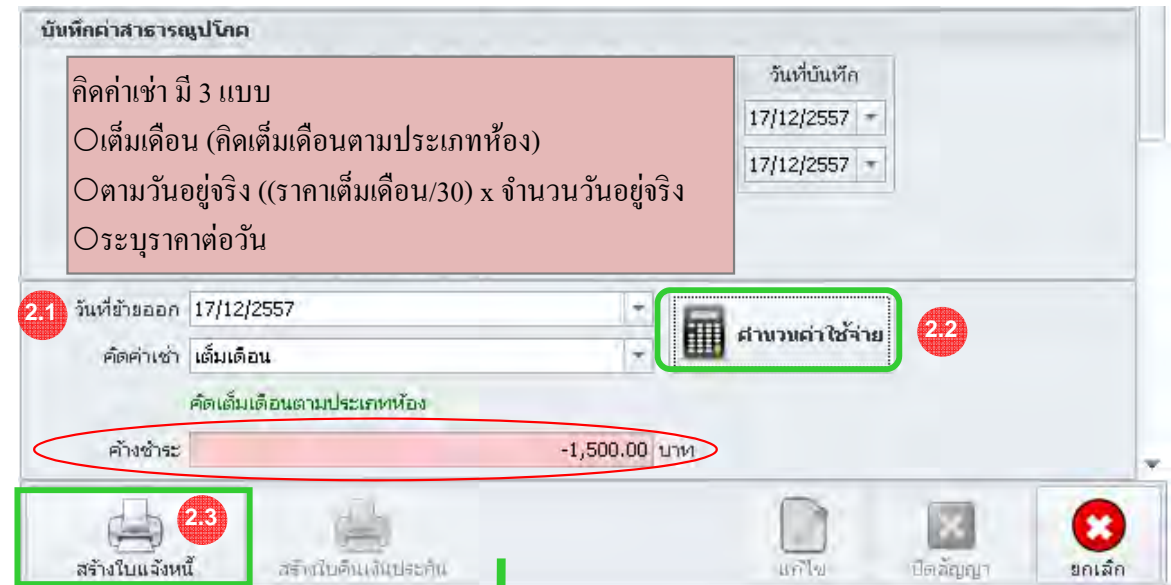 บันทึกค่าสาธารณูปโภค
คิดค่าเช่า มี 3 แบบ
○เต็มเดือน (คิดเต็มเดือนตามประเภทห้อง)
○ตามวันอยู่จริง ((ราคาเต็มเดือน/30) x จำนวนวันอยู่จริง
○ระบุราคาต่อวัน
วันที่บันทึก
17/12/2557
17/12/2557
2.1 วันที่ย้ายออก 17/12/2557
คำนวนค่าใช้จ่าย 2.2
คิดค่าเช่า เต็มเดือน
คิดเต็มเดือนตามประเภทห้อง
ค้างชำระ -1,500.00 บาท
2.3
สร้างใบแจ้งหนี้ สร้างใบคืนเงินประกัน แก้ไข ปิดสัญญา ยกเลิก